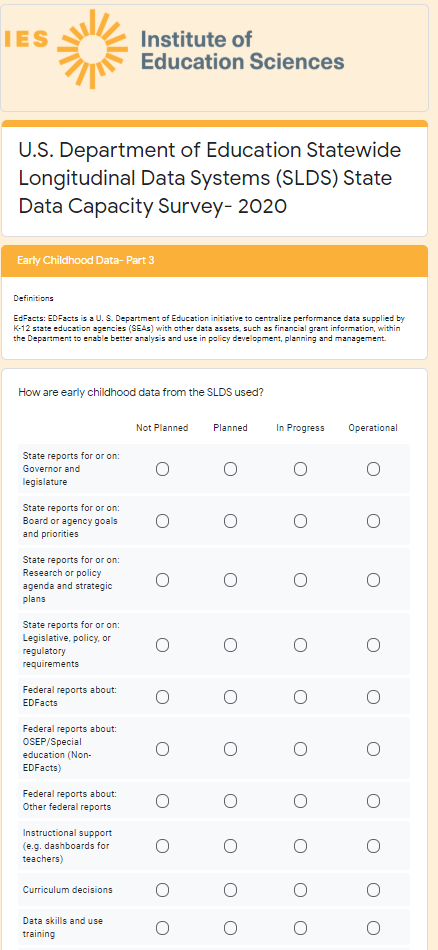 IES
Institute of
Education Sciences
U.S. Department of Education Statewide
Longitudinal Data Systems (SLDS) State
Data Capacity Survey- 2020
Early Childhood Data- Part 3
Definitions
EdFacts: EDFacts is a U. S. Department of Education initiative to centralize performance data supplied by
K-12 state education agencies (SEAs) with other data assets, such as financial grant information, within
the Department to enable better analysis and use in policy development, planning and management.
How are early childhood data from the SLDS used?
Not Planned Planned In Progress Operational
State reports for or on:
Governor and
legislature
State reports for or on:
Board or agency goals
and priorities
State reports for or on:
Research or policy
agenda and strategic
plans
State reports for or on:
Legislative, policy, or
regulatory
requirements
Federal reports about:
EDFacts
Federal reports about:
OSEP/Special
education (Non-
EDFacts)
Federal reports about:
Other federal reports
Instructional support
(e.g. dashboards for
teachers)
Curriculum decisions
Data skills and use
training